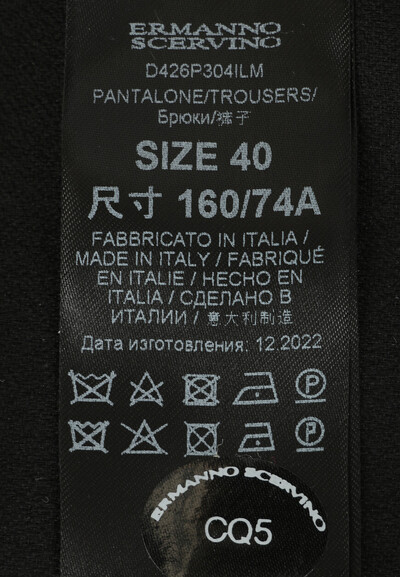 ERMANNO
SCERVINO
D426P304ILM
PANTALONE/TROUSERS/
Брюки/裤子
SIZE 40
尺寸 160/74A
FABBRICATO IN ITALIA /
MADE IN ITALY / FABRIQUÉ
EN ITALIE / HECHO EN
ITALIA / СДЕЛАНО В
ИТАЛИИ / 意大利制造
Дата изготовления: 12.2022
P
P
ERMANNO SCERVINO
CQ5